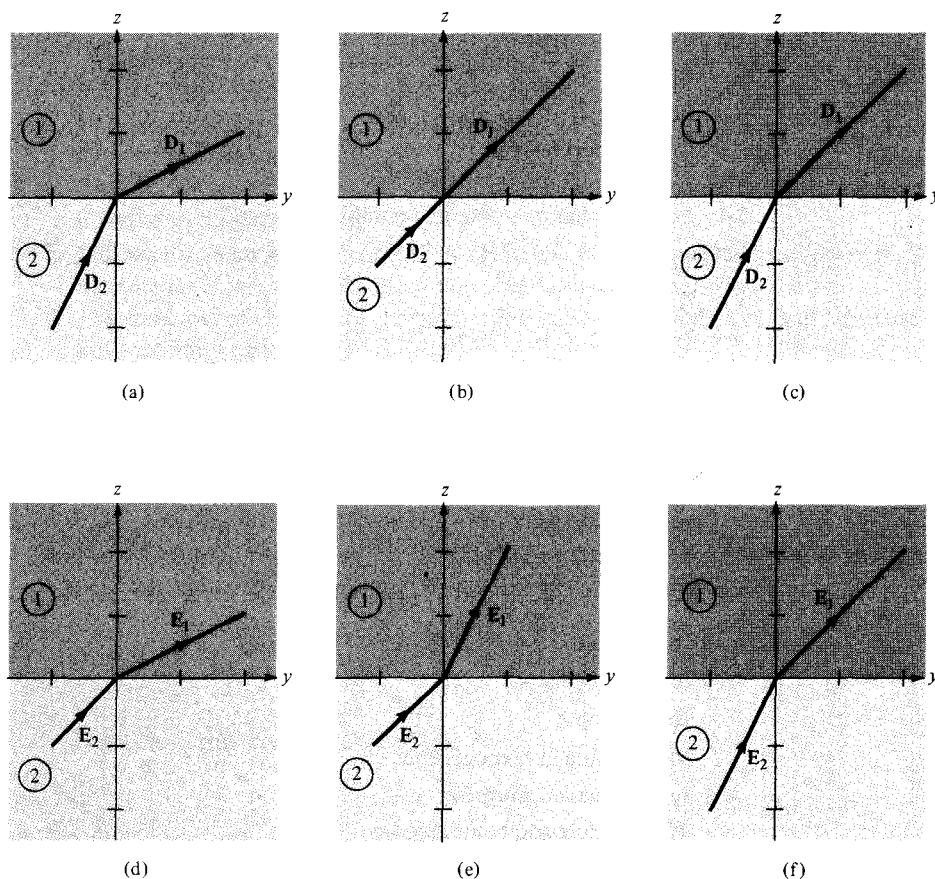 z
z
z
1
D₁
1
D₁
1
D₁
y
y
y
2
D₂
2
D₂
2
D₂
(a)
(b)
(c)
z
z
z
1
E₁
1
E₁
1
E₁
y
y
y
2
E₂
2
E₂
2
E₂
(d)
(e)
(f)